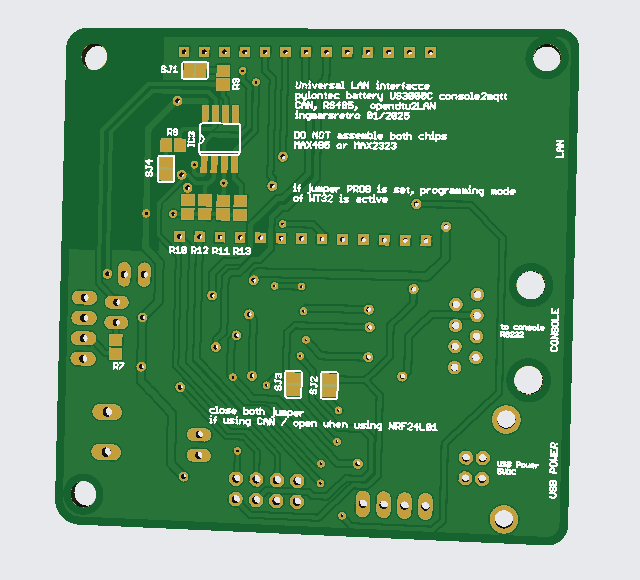 SJ1
R9
Universal LAN interfacce
pylontec battery US3000C console2mqtt
CAN, RS485, opendtu2LAN
ingmarsretro 01/2025
DO NOT assemble both chips
MAX485 or MAX2323
R8
IC3
SJ4
LAN
if jumper PROG is set, programming mode
of WT32 is active
R10 R12 R11 R13
to console
RS232
CONSOLE
R7
SJ3
SJ2
close both jumper
if using CAN / open when using NRF24L01
USB Power
5VDC
USB POWER